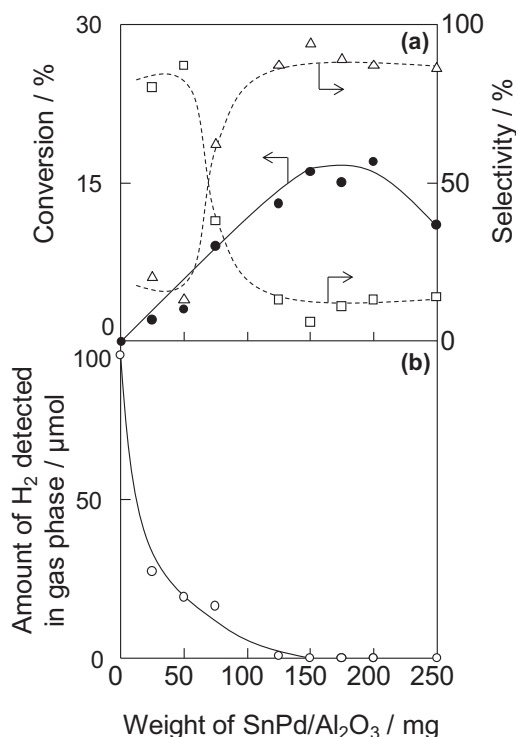 30
100
(a)
Conversion / %
Selectivity / %
15
50
0
0
100
(b)
Amount of H₂ detected
in gas phase / μmol
50
0
0
50
100
150
200
250
Weight of SnPd/Al₂O₃ / mg